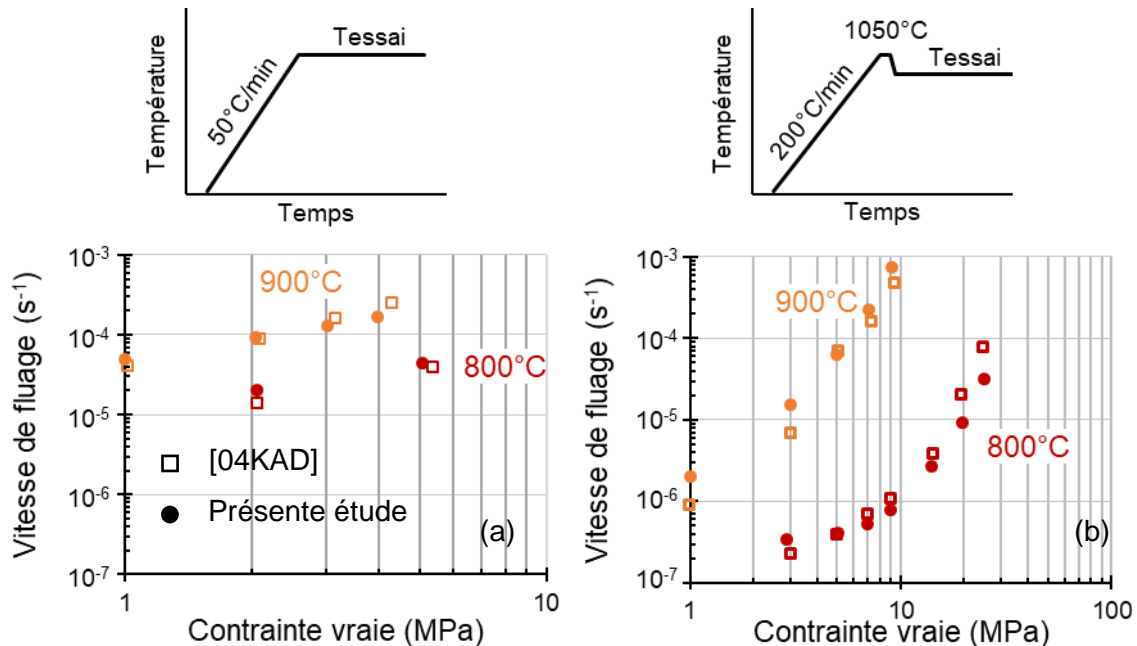 Température
50°C/min
Tessai
Temps
Température
200°C/min
1050°C
Tessai
Temps
Vitesse de fluage (s-1)
10-3
10-4
10-5
10-6
10-7
900°C
800°C
[04KAD]
Présente étude
(a)
1
10
Contrainte vraie (MPa)
Vitesse de fluage (s-1)
10-3
10-4
10-5
10-6
10-7
900°C
800°C
(b)
1
10
100
Contrainte vraie (MPa)